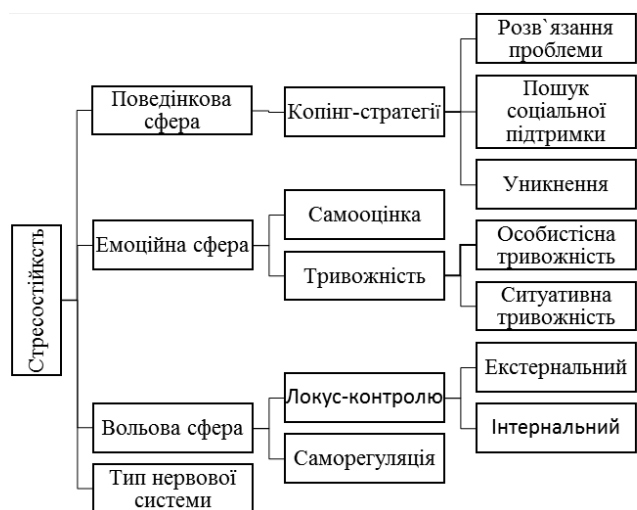 Стресостійксть
Поведінкова
сфера
Копінг-стратегії
Розв`язання
проблеми
Пошук
соціальної
підтримки
Уникнення
Емоційна сфера
Самооцінка
Тривожність
Особистісна
тривожність
Ситуативна
тривожність
Вольова сфера
Локус-контролю
Екстернальний
Інтернальний
Саморегуляція
Тип нервової
системи